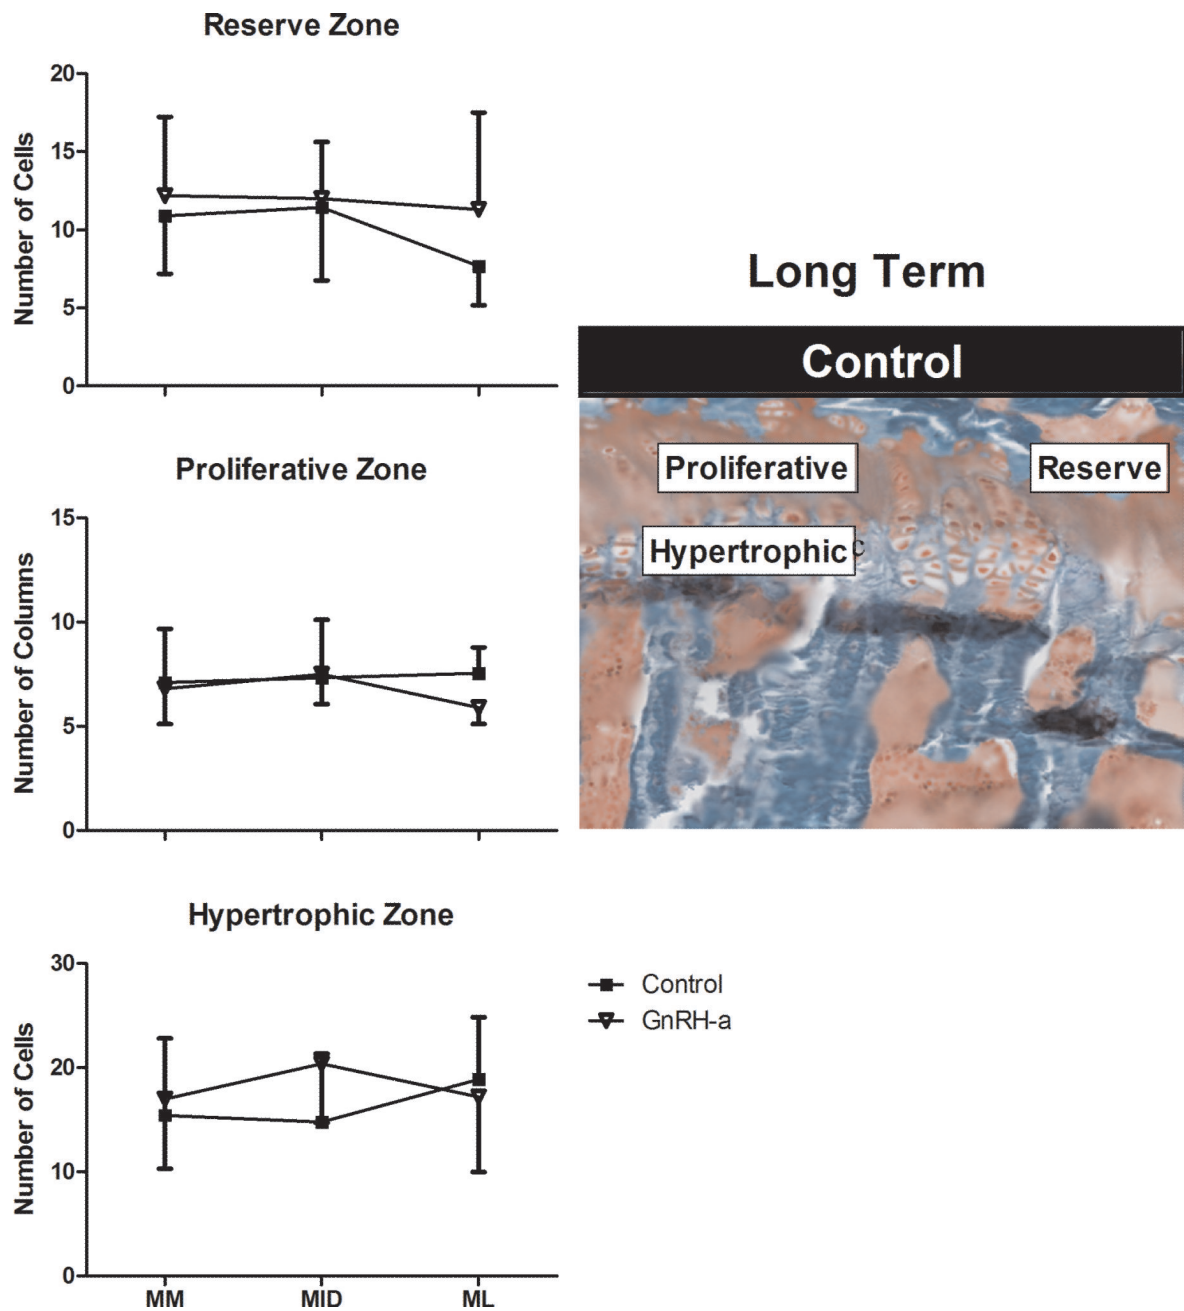 Reserve Zone
20
15
10
5
0
Number of Cells
Proliferative Zone
15
10
5
0
Number of Columns
Hypertrophic Zone
30
20
10
0
Number of Cells
MM MID ML
Long Term
Control
Proliferative
Reserve
Hypertrophic
c
Control
GnRH-a